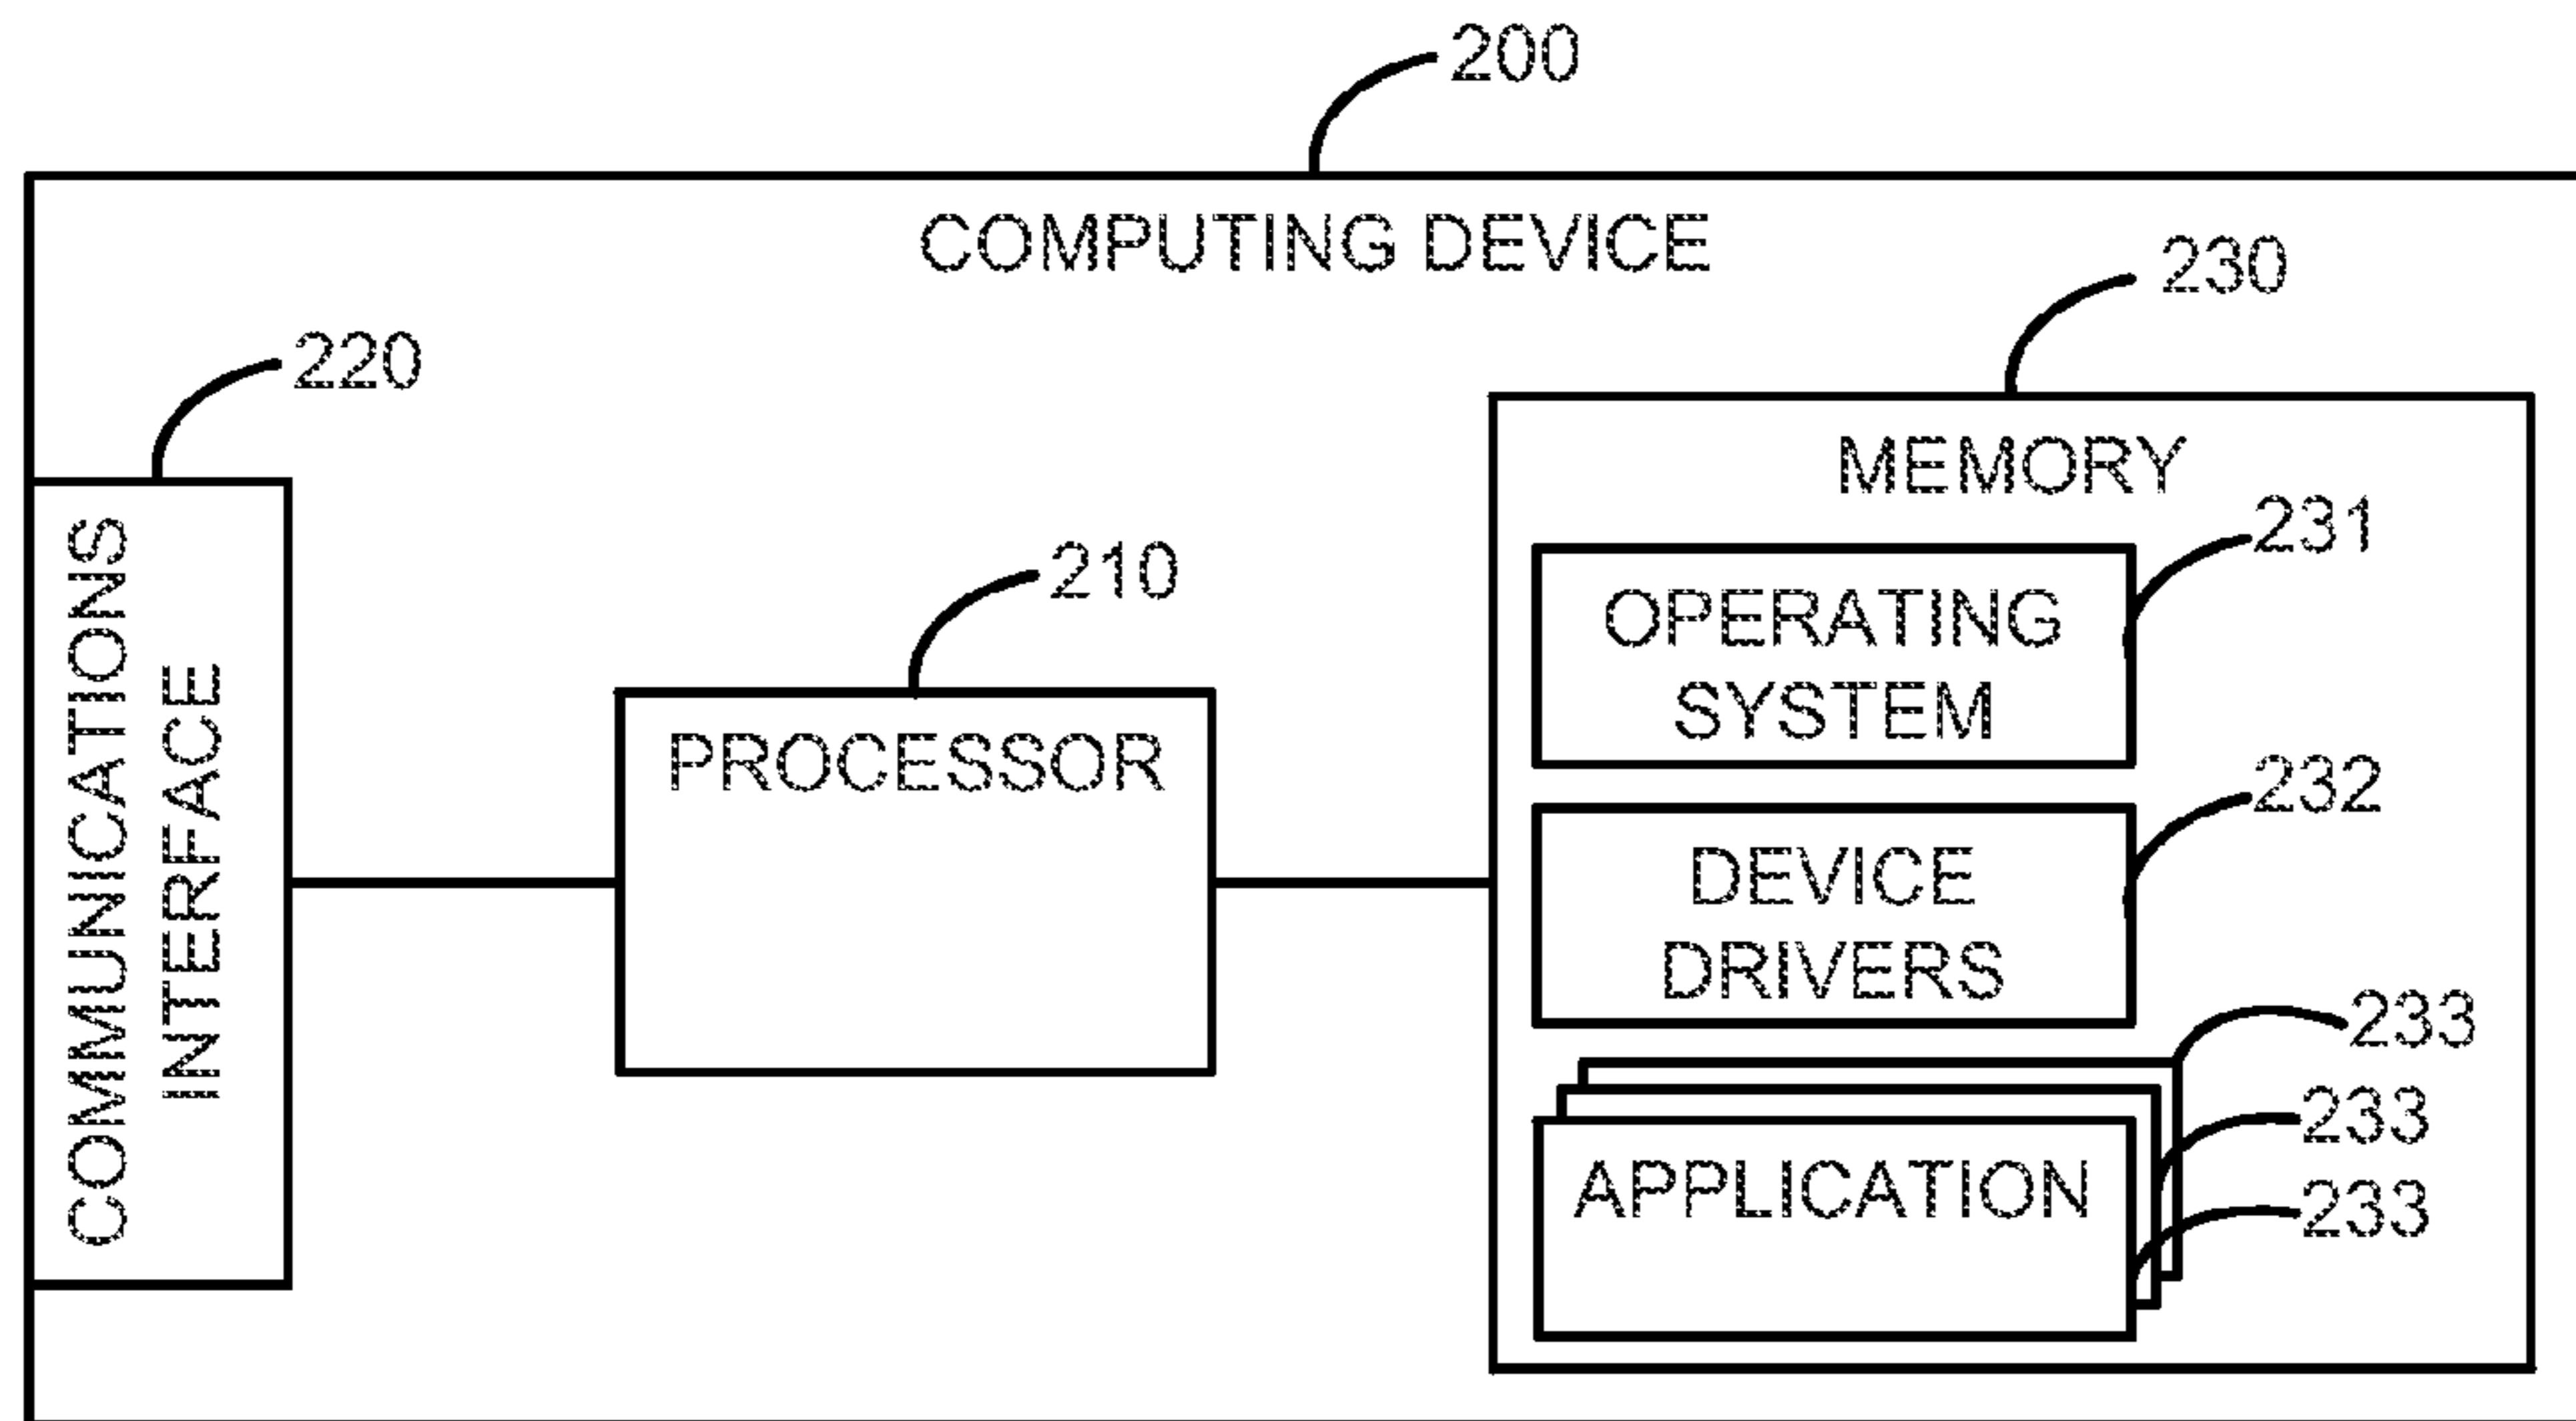 200
COMPUTING DEVICE
230
220
MEMORY
231
210
OPERATING
SYSTEM
COMMUNICATIONS
INTERFACE
PROCESSOR
232
DEVICE
DRIVERS
233
233
APPLICATION
233